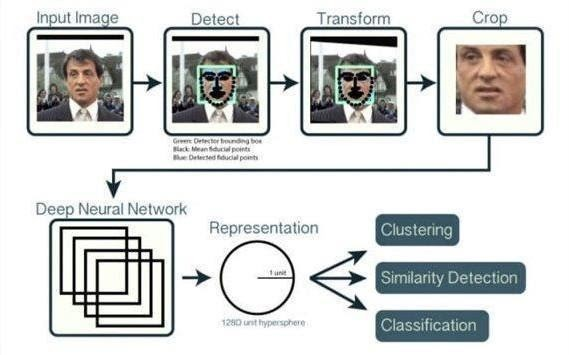 Input Image
Detect
Transform
Crop
Green: Detector bounding box
Black: Mean fiducial points
Blue: Detected fiducial points
Deep Neural Network
Representation
1 unit
128D unit hypersphere
Clustering
Similarity Detection
Classification